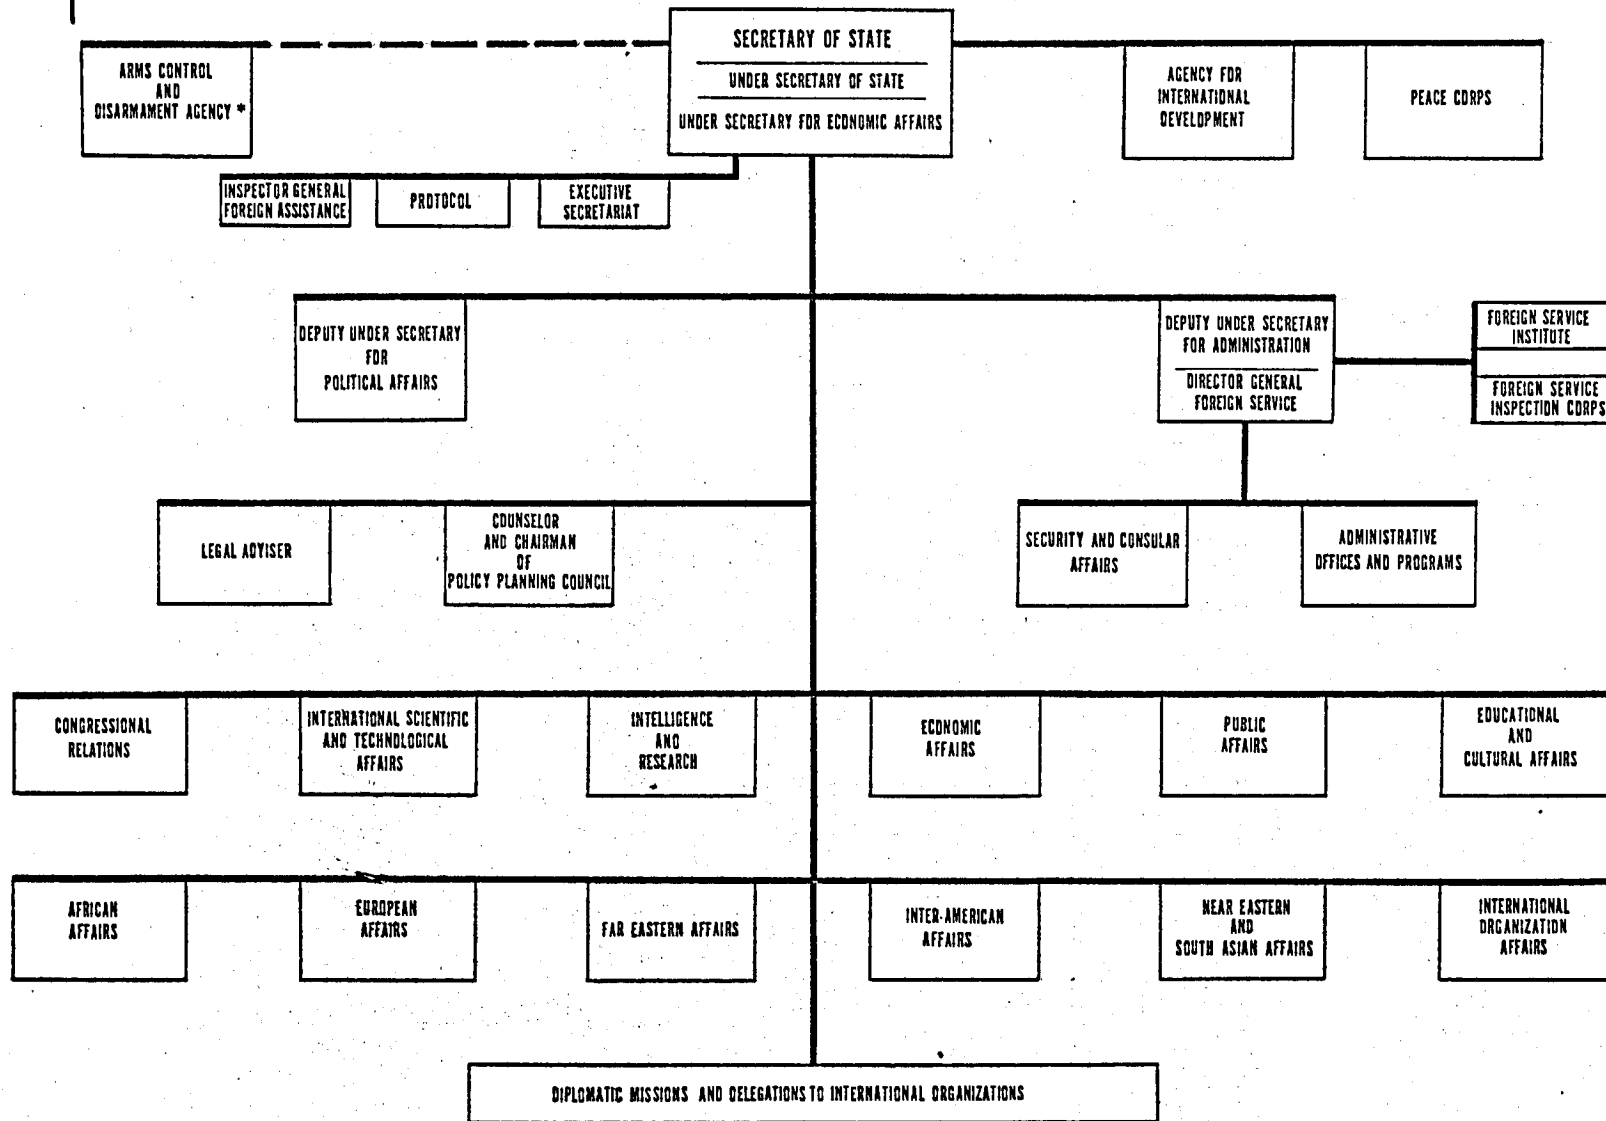 SECRETARY OF STATE
UNDER SECRETARY OF STATE
UNDER SECRETARY FOR ECONOMIC AFFAIRS
ARMS CONTROL
AND
DISARMAMENT AGENCY *
AGENCY FOR
INTERNATIONAL
DEVELOPMENT
PEACE CORPS
INSPECTOR GENERAL
FOREIGN ASSISTANCE
PROTOCOL
EXECUTIVE
SECRETARIAT
DEPUTY UNDER SECRETARY
FOR
POLITICAL AFFAIRS
DEPUTY UNDER SECRETARY
FOR ADMINISTRATION
DIRECTOR GENERAL
FOREIGN SERVICE
FOREIGN SERVICE
INSTITUTE
FOREIGN SERVICE
INSPECTION CORPS
LEGAL ADVISER
COUNSELOR
AND CHAIRMAN
OF
POLICY PLANNING COUNCIL
SECURITY AND CONSULAR
AFFAIRS
ADMINISTRATIVE
OFFICES AND PROGRAMS
CONGRESSIONAL
RELATIONS
INTERNATIONAL SCIENTIFIC
AND TECHNOLOGICAL
AFFAIRS
INTELLIGENCE
AND
RESEARCH
ECONOMIC
AFFAIRS
PUBLIC
AFFAIRS
EDUCATIONAL
AND
CULTURAL AFFAIRS
AFRICAN
AFFAIRS
EUROPEAN
AFFAIRS
FAR EASTERN AFFAIRS
INTER-AMERICAN
AFFAIRS
NEAR EASTERN
AND
SOUTH ASIAN AFFAIRS
INTERNATIONAL
ORGANIZATION
AFFAIRS
DIPLOMATIC MISSIONS AND DELEGATIONS TO INTERNATIONAL ORGANIZATIONS